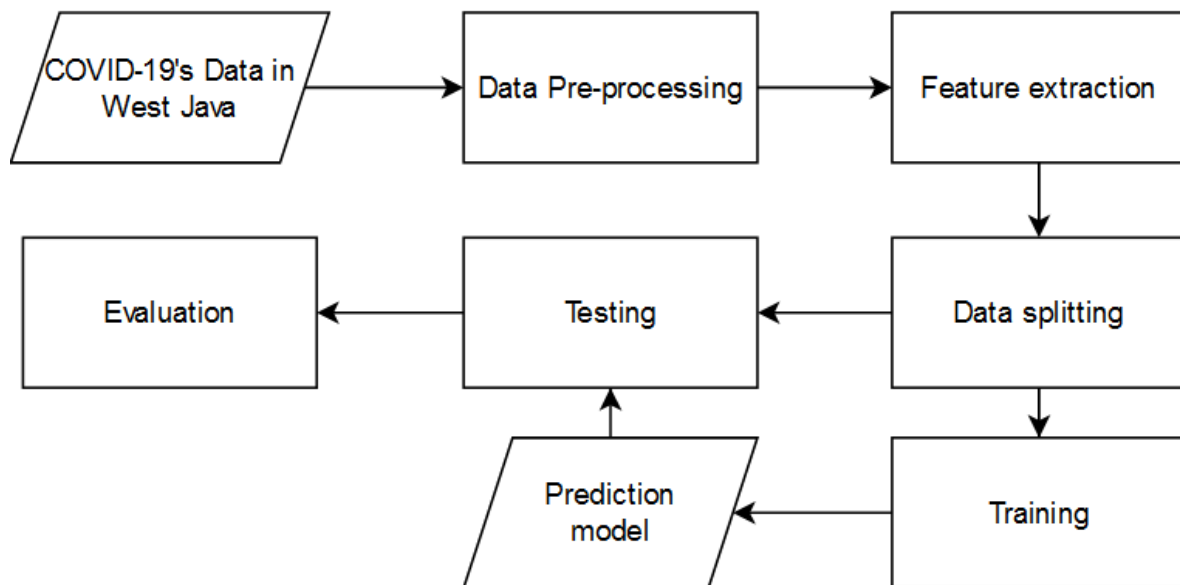 COVID-19's Data in
West Java
Data Pre-processing
Feature extraction
Evaluation
Testing
Data splitting
Prediction
model
Training